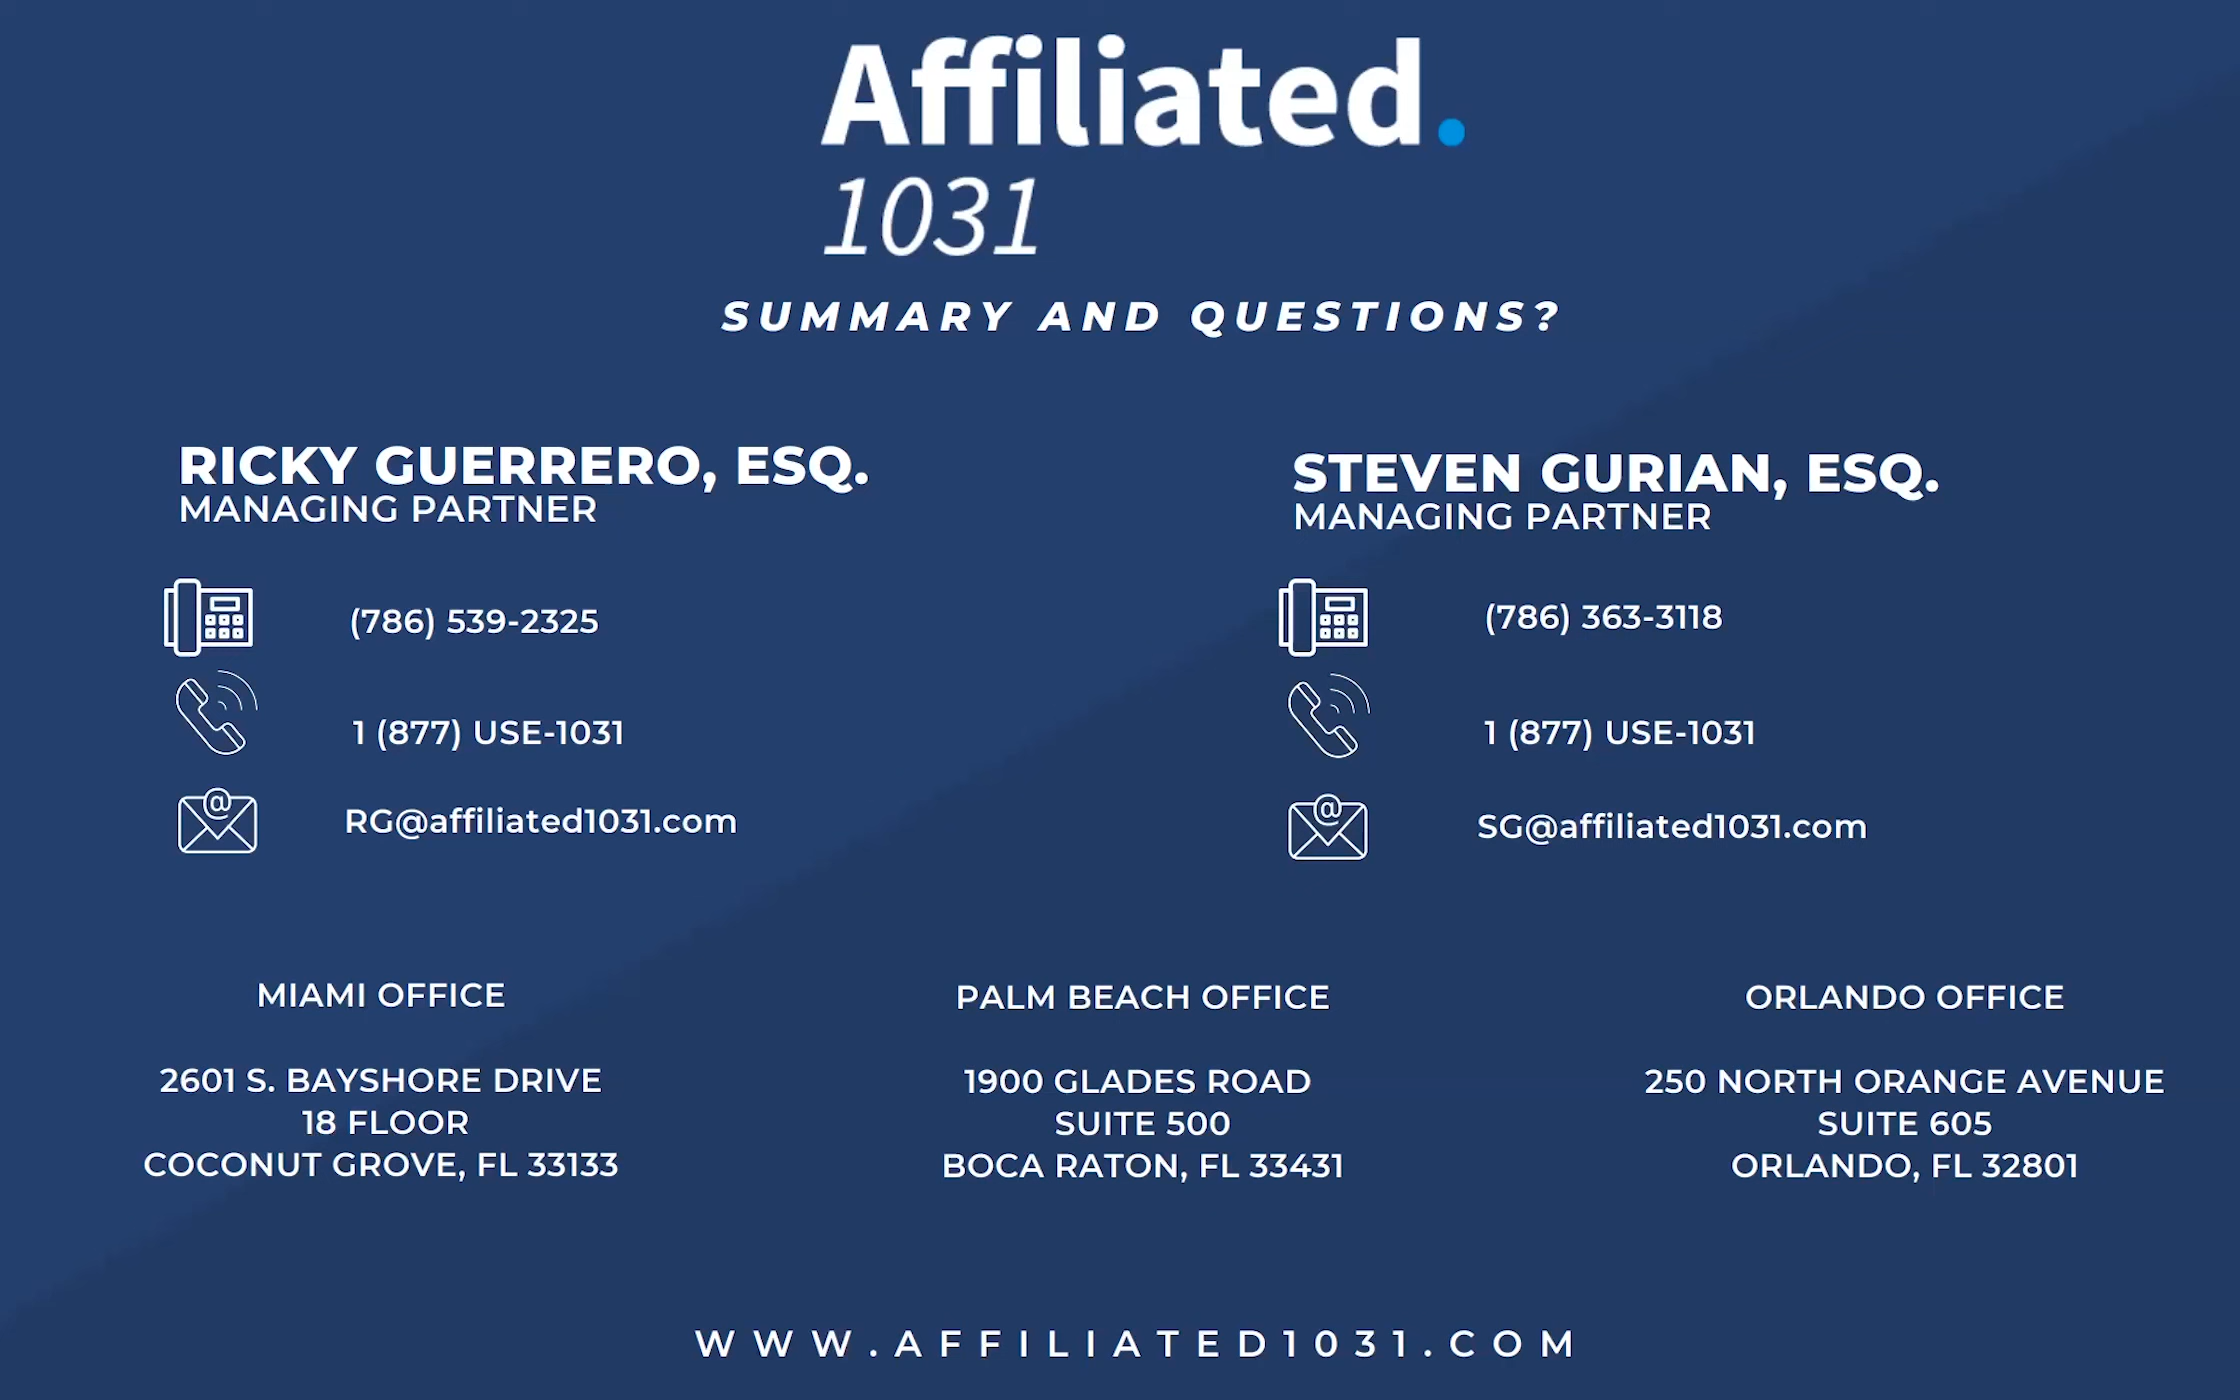 Affiliated.
1031
SUMMARY AND QUESTIONS?
RICKY GUERRERO, ESQ.
MANAGING PARTNER
(786) 539-2325
1 (877) USE-1031
RG@affiliated1031.com
STEVEN GURIAN, ESQ.
MANAGING PARTNER
(786) 363-3118
1 (877) USE-1031
SG@affiliated1031.com
MIAMI OFFICE
2601 S. BAYSHORE DRIVE
18 FLOOR
COCONUT GROVE, FL 33133
PALM BEACH OFFICE
1900 GLADES ROAD
SUITE 500
BOCA RATON, FL 33431
ORLANDO OFFICE
250 NORTH ORANGE AVENUE
SUITE 605
ORLANDO, FL 32801
WWW.AFFILIATED1031.COM